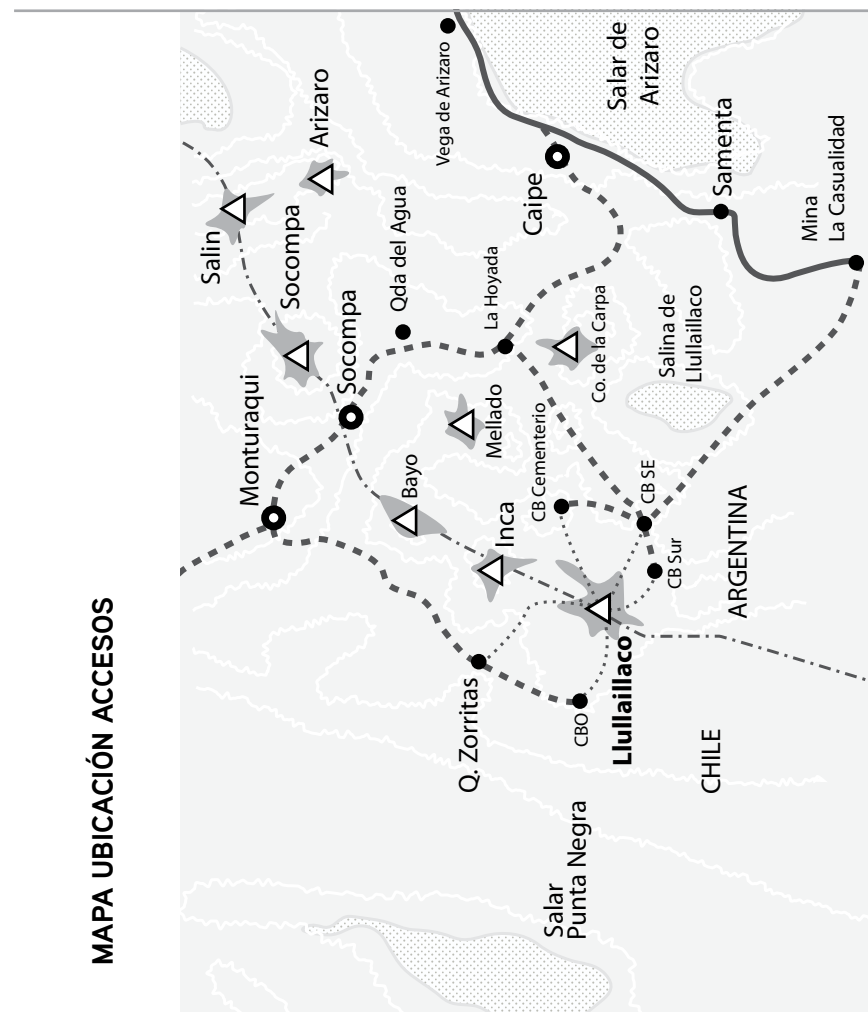 MAPA UBICACIÓN ACCESOS
Monturaqui
Salin
Socompa
Arizaro
Socompa
Qda del Agua
Vega de Arizaro
Bayo
Mellado
La Hoyada
Caipe
Salar de
Arizaro
Q. Zorritas
Inca
CB Cementerio
Co. de la Carpa
Samenta
Salar
Punta Negra
CBO
Llullaillaco
CB Sur
CB SE
Salina de
Llullaillaco
Mina
La Casualidad
CHILE
ARGENTINA